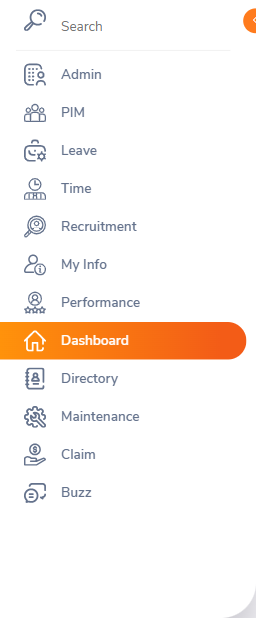 Search
Admin
PIM
Leave
Time
Recruitment
My Info
Performance
Dashboard
Directory
Maintenance
Claim
Buzz